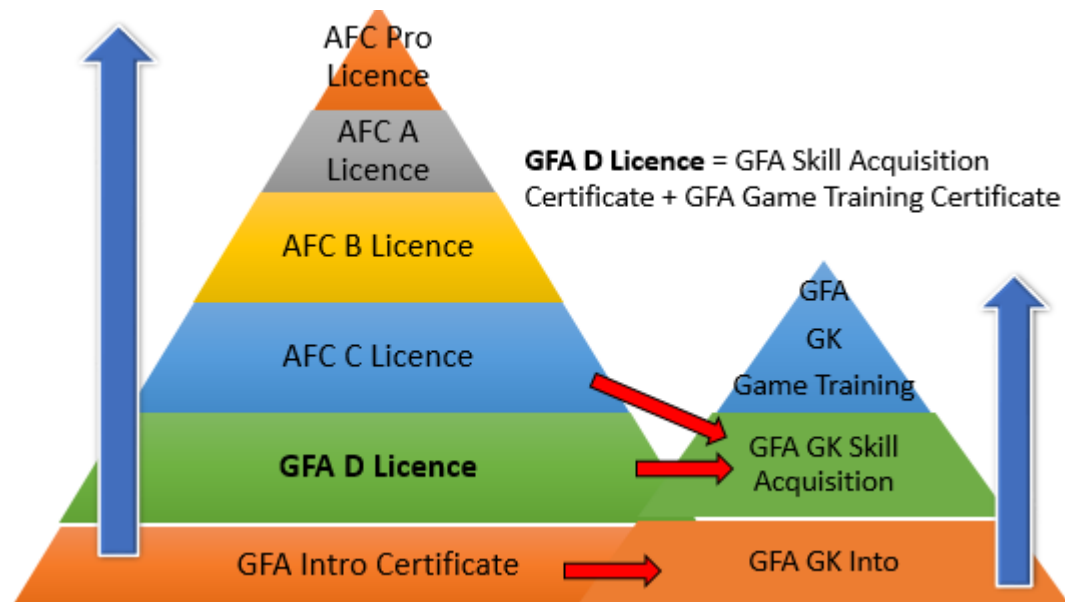 AFC Pro
Licence
AFC A
Licence
GFA D Licence = GFA Skill Acquisition
Certificate + GFA Game Training Certificate
AFC B Licence
AFC C Licence
GFA D Licence
GFA Intro Certificate
GFA
GK
Game Training
GFA GK Skill
Acquisition
GFA GK Into